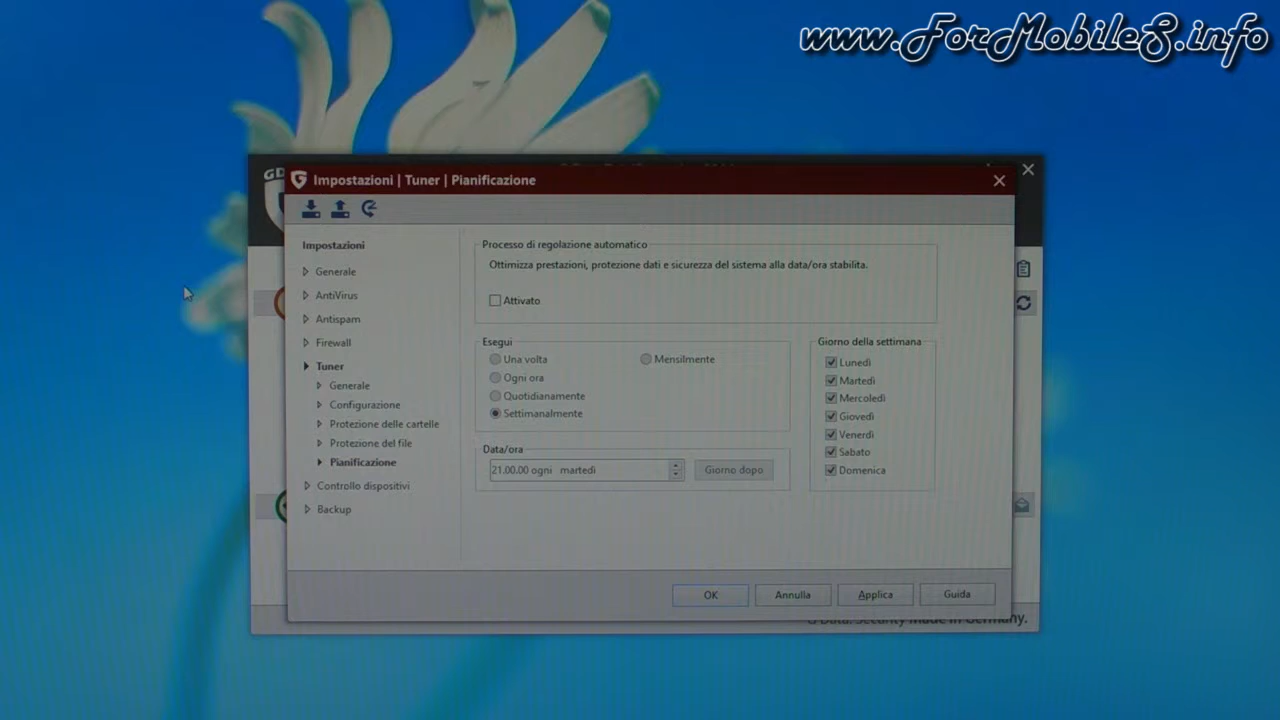 www.ForMobileS.info
GD
Impostazioni | Tuner | Pianificazione
Impostazioni
Generale
AntiVirus
Antispam
Firewall
Tuner
Generale
Configurazione
Protezione delle cartelle
Protezione del file
Pianificazione
Controllo dispositivi
Backup
Processo di regolazione automatico
Ottimizza prestazioni, protezione dati e sicurezza del sistema alla data/ora stabilita.
Attivato
Esegui
Una volta
Mensilmente
Ogni ora
Quotidianamente
Settimanalmente
Data/ora
21.00.00 ogni martedì
Giorno dopo
Giorno della settimana
Lunedì
Martedì
Mercoledì
Giovedì
Venerdì
Sabato
Domenica
OK
Annulla
Applica
Guida
G Data. Security Made in Germany.